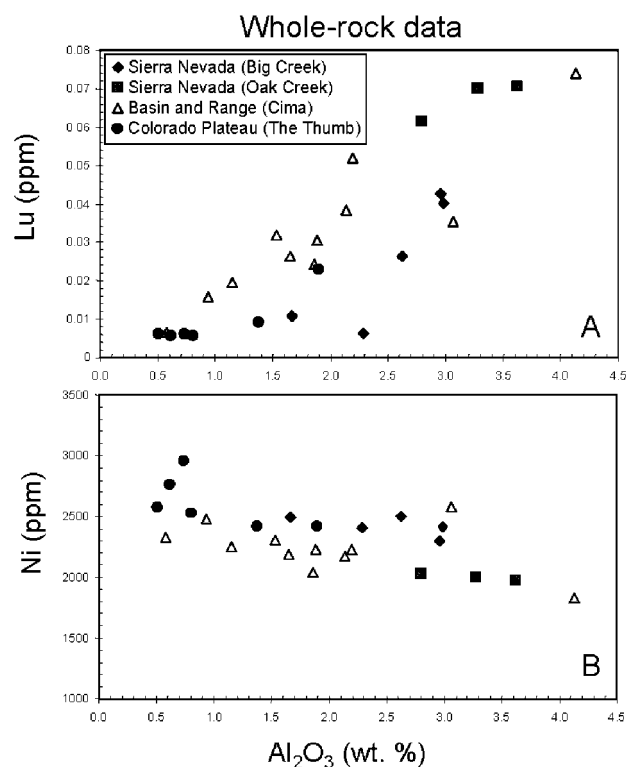 Whole-rock data
0.08
0.07
0.06
0.05
0.04
0.03
0.02
0.01
0
Lu (ppm)
Sierra Nevada (Big Creek)
Sierra Nevada (Oak Creek)
Basin and Range (Cima)
Colorado Plateau (The Thumb)
A
0.0 0.5 1.0 1.5 2.0 2.5 3.0 3.5 4.0 4.5
3500
3000
2500
2000
1500
1000
Ni (ppm)
B
0.0 0.5 1.0 1.5 2.0 2.5 3.0 3.5 4.0 4.5
Al₂O₃ (wt. %)